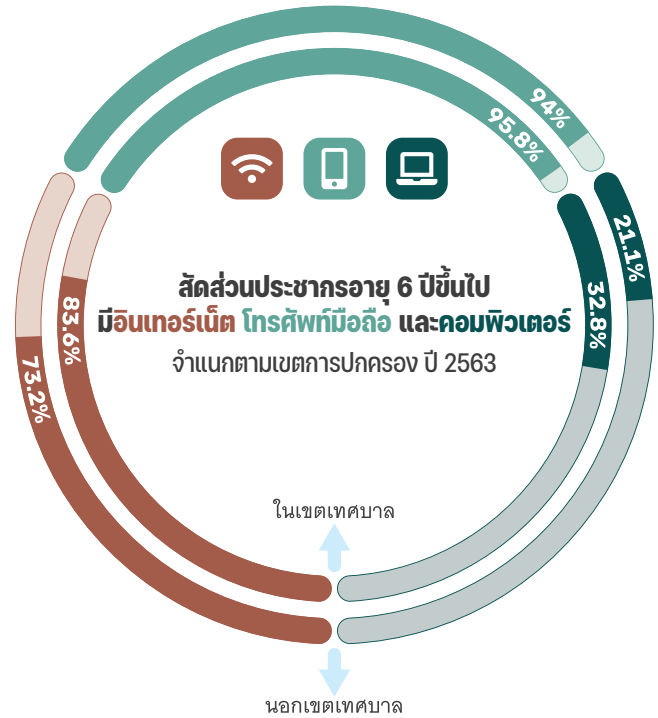 94%
95.8%
21.1%
32.8%
83.6%
73.2%
สัดส่วนประชากรอายุ 6 ปีขึ้นไป
มีอินเทอร์เน็ต โทรศัพท์มือถือ และคอมพิวเตอร์
จำแนกตามเขตการปกครอง ปี 2563
ในเขตเทศบาล
นอกเขตเทศบาล